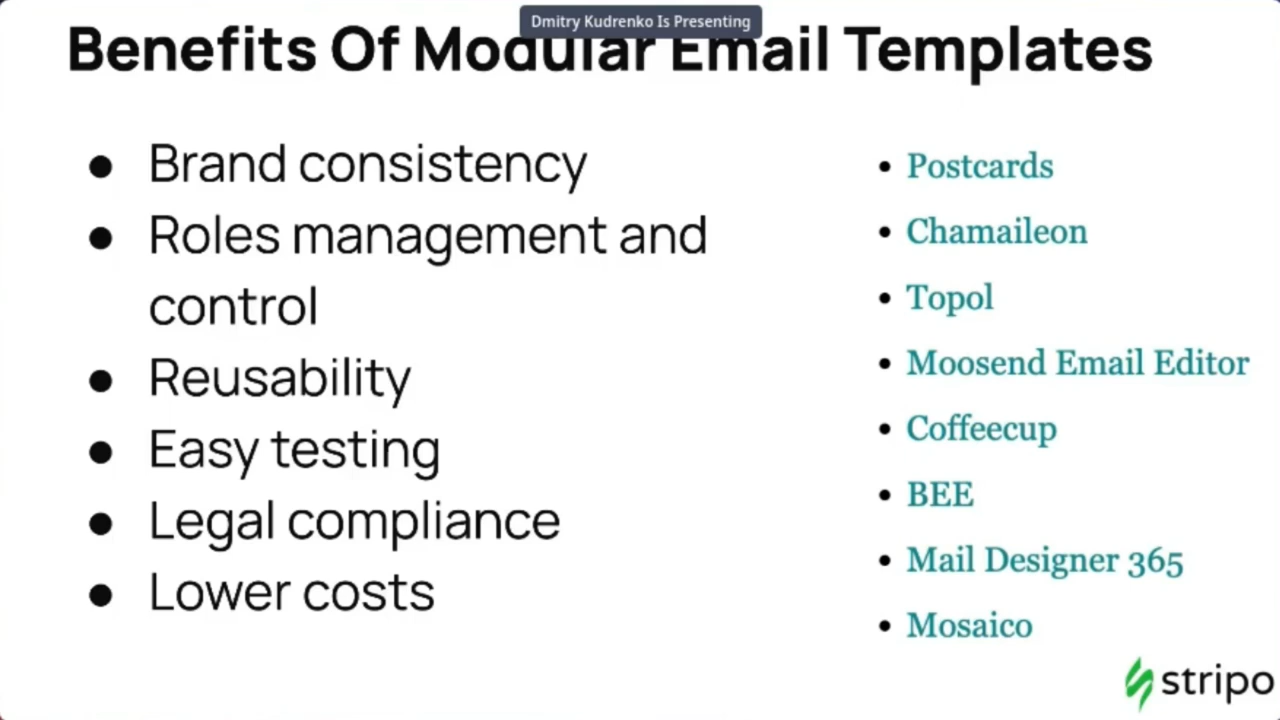 Dmitry Kudrenko Is Presenting
Benefits Of Modular Email Templates
● Brand consistency
● Roles management and
control
● Reusability
● Easy testing
● Legal compliance
● Lower costs
• Postcards
• Chamaileon
• Topol
• Moosend Email Editor
• Coffeecup
• BEE
• Mail Designer 365
• Mosaico
stripo